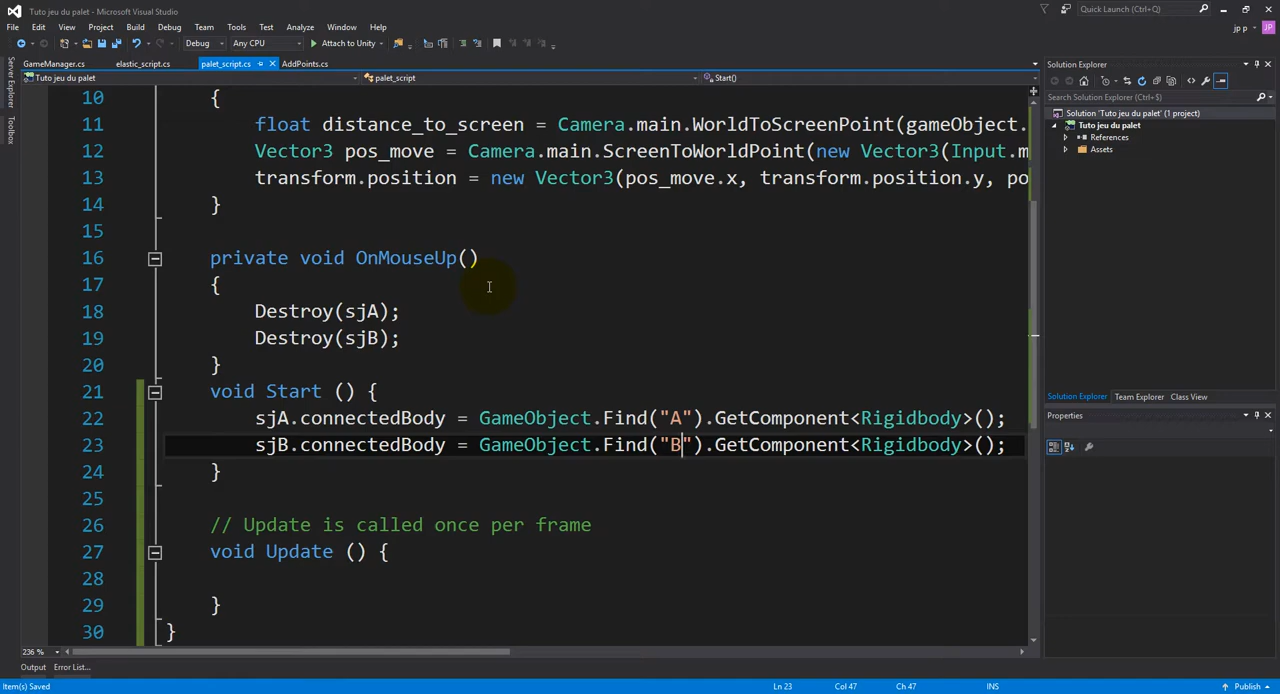 Tuto jeu du palet - Microsoft Visual Studio
Quick Launch (Ctrl+Q)
File Edit View Project Build Debug Team Tools Test Analyze Window Help
jp p
JP
Debug
Any CPU
Attach to Unity
GameManager.cs elastic_script.cs palet_script.cs AddPoints.cs
Tuto jeu du palet palet_script Start()
Server Explorer
Toolbox
10 {
11 float distance_to_screen = Camera.main.WorldToScreenPoint(gameObject.
12 Vector3 pos_move = Camera.main.ScreenToWorldPoint(new Vector3(Input.m
13 transform.position = new Vector3(pos_move.x, transform.position.y, po
14 }
15
16 private void OnMouseUp()
17 {
18 Destroy(sjA);
19 Destroy(sjB);
20 }
21 void Start () {
22 sjA.connectedBody = GameObject.Find("A").GetComponent<Rigidbody>();
23 sjB.connectedBody = GameObject.Find("B").GetComponent<Rigidbody>();
24 }
25
26 // Update is called once per frame
27 void Update () {
28
29 }
30 }
236 %
Output Error List...
Item(s) Saved
Ln 23 Col 47 Ch 47 INS
Publish
Solution Explorer
Search Solution Explorer (Ctrl+$)
Solution 'Tuto jeu du palet' (1 project)
Tuto jeu du palet
References
Assets
Solution Explorer Team Explorer Class View
Properties